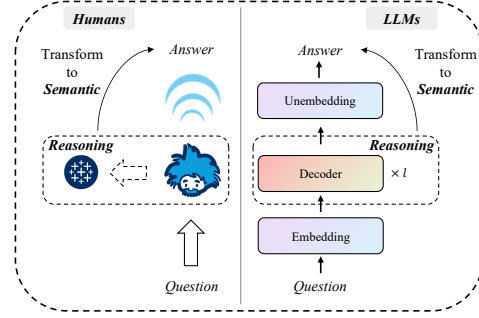 Humans
Answer
Transform
to
Semantic
Reasoning
Question
LLMs
Answer
Transform
to
Semantic
Unembedding
Reasoning
Decoder
× l
Embedding
Question